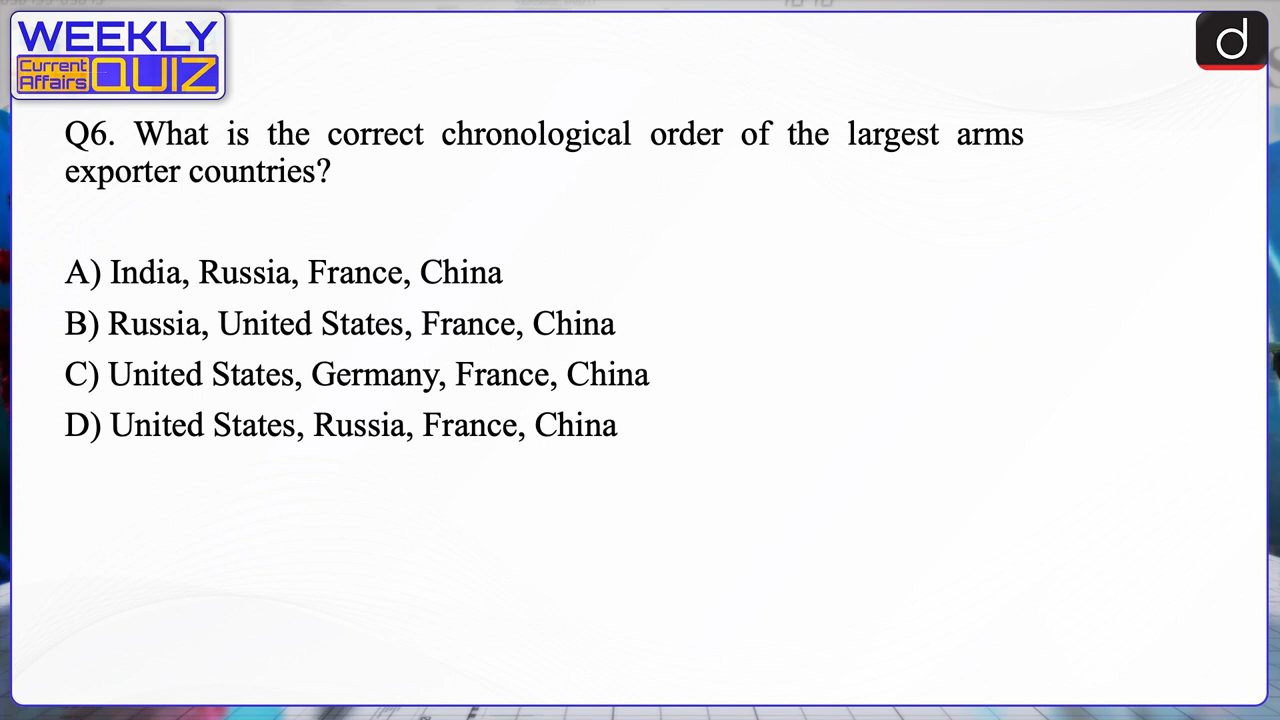 WEEKLY
Current
Affairs
QUIZ
d
Q6. What is the correct chronological order of the largest arms
exporter countries?
A) India, Russia, France, China
B) Russia, United States, France, China
C) United States, Germany, France, China
D) United States, Russia, France, China